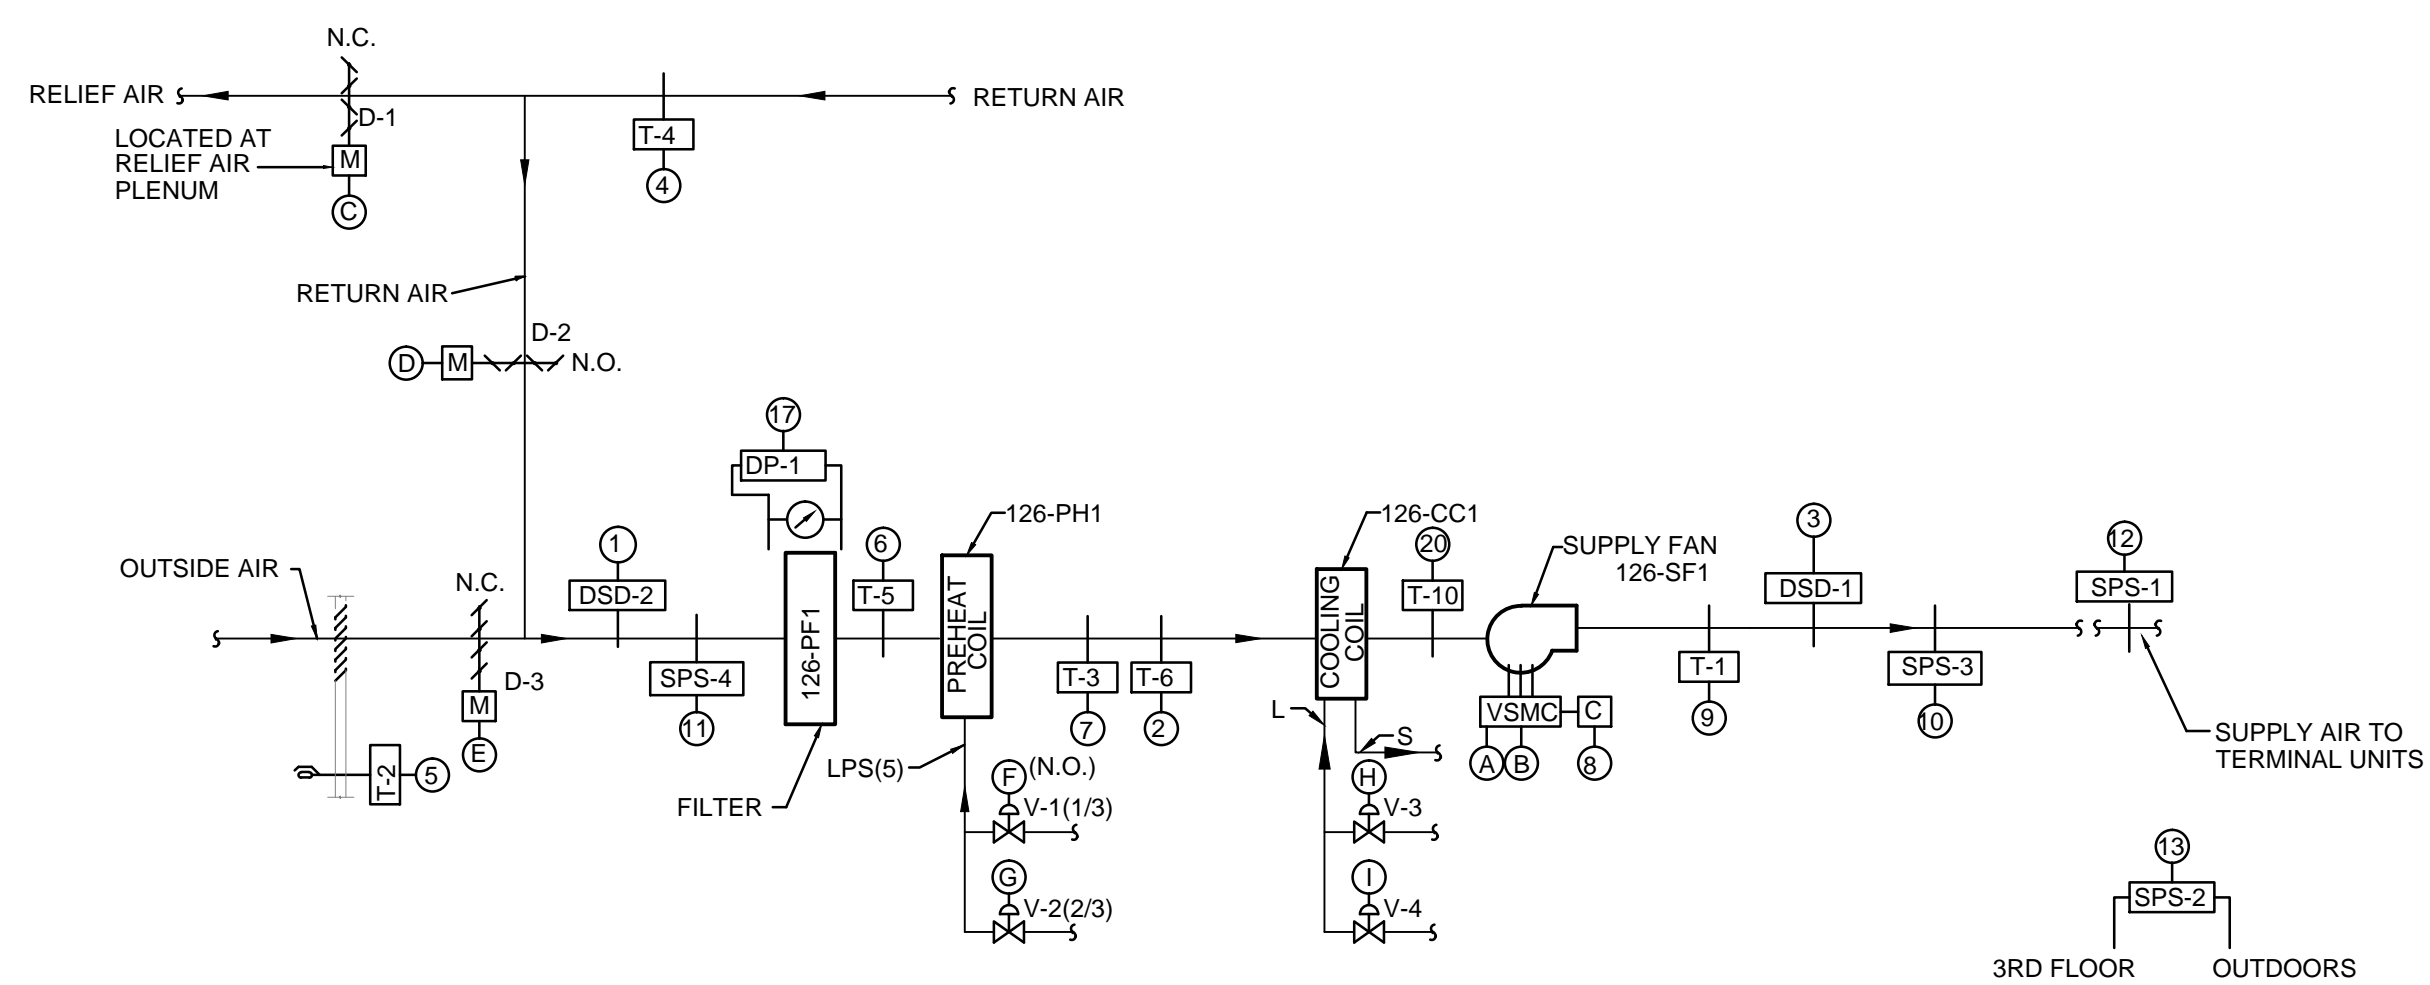 N.C.
RELIEF AIR
RETURN AIR
D-1
T-4
LOCATED AT
RELIEF AIR
PLENUM
M
4
C
RETURN AIR
D-2
D
M
N.O.
17
DP-1
126-PH1
126-CC1
1
6
20
3
12
OUTSIDE AIR
N.C.
SUPPLY FAN
126-SF1
DSD-2
T-5
T-10
DSD-1
SPS-1
126-PF1
PREHEAT
COIL
COOLING
COIL
D-3
SPS-4
T-3
T-6
T-1
SPS-3
M
11
7
2
L
VSMC
C
9
10
E
S
SUPPLY AIR TO
TERMINAL UNITS
T-2
5
LPS(5)
F
(N.O.)
H
A
B
8
FILTER
V-1(1/3)
V-3
13
G
I
SPS-2
V-2(2/3)
V-4
3RD FLOOR
OUTDOORS